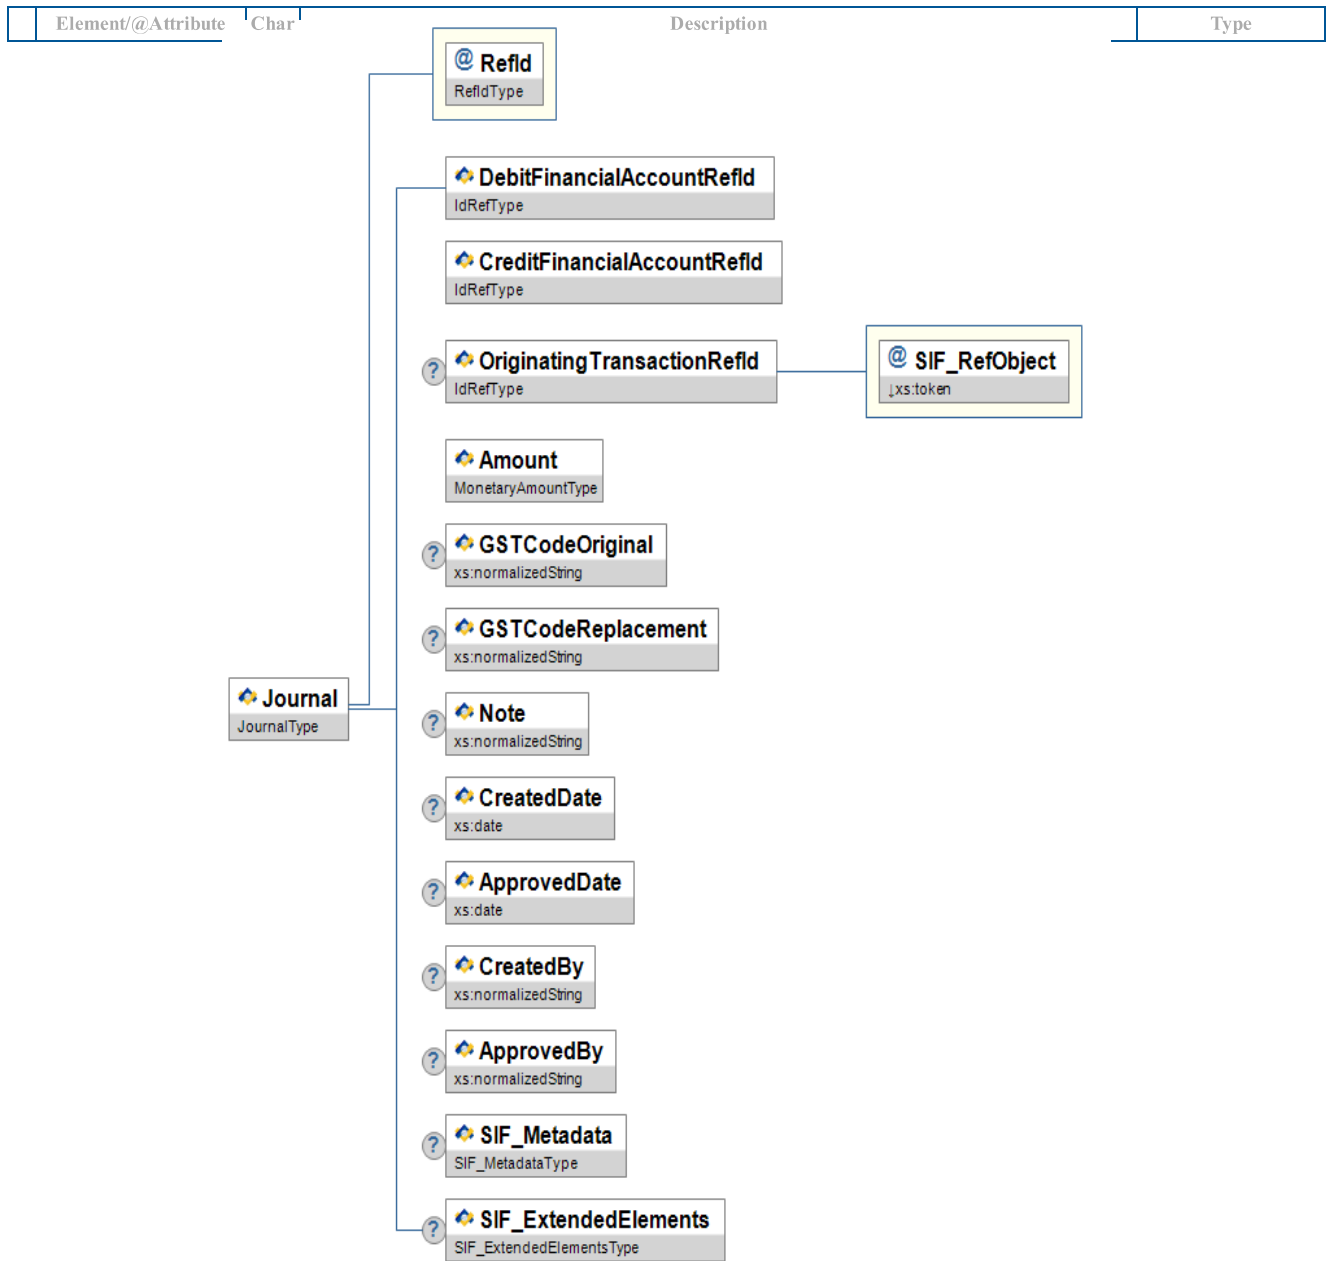 Element/@Attribute Char Description Type
@ RefId
RefIdType
DebitFinancialAccountRefId
IdRefType
CreditFinancialAccountRefId
IdRefType
? OriginatingTransactionRefId
IdRefType
@ SIF_RefObject
↓xs:token
Amount
MonetaryAmountType
? GSTCodeOriginal
xs:normalizedString
? GSTCodeReplacement
xs:normalizedString
Journal
JournalType
? Note
xs:normalizedString
? CreatedDate
xs:date
? ApprovedDate
xs:date
? CreatedBy
xs:normalizedString
? ApprovedBy
xs:normalizedString
? SIF_Metadata
SIF_MetadataType
? SIF_ExtendedElements
SIF_ExtendedElementsType